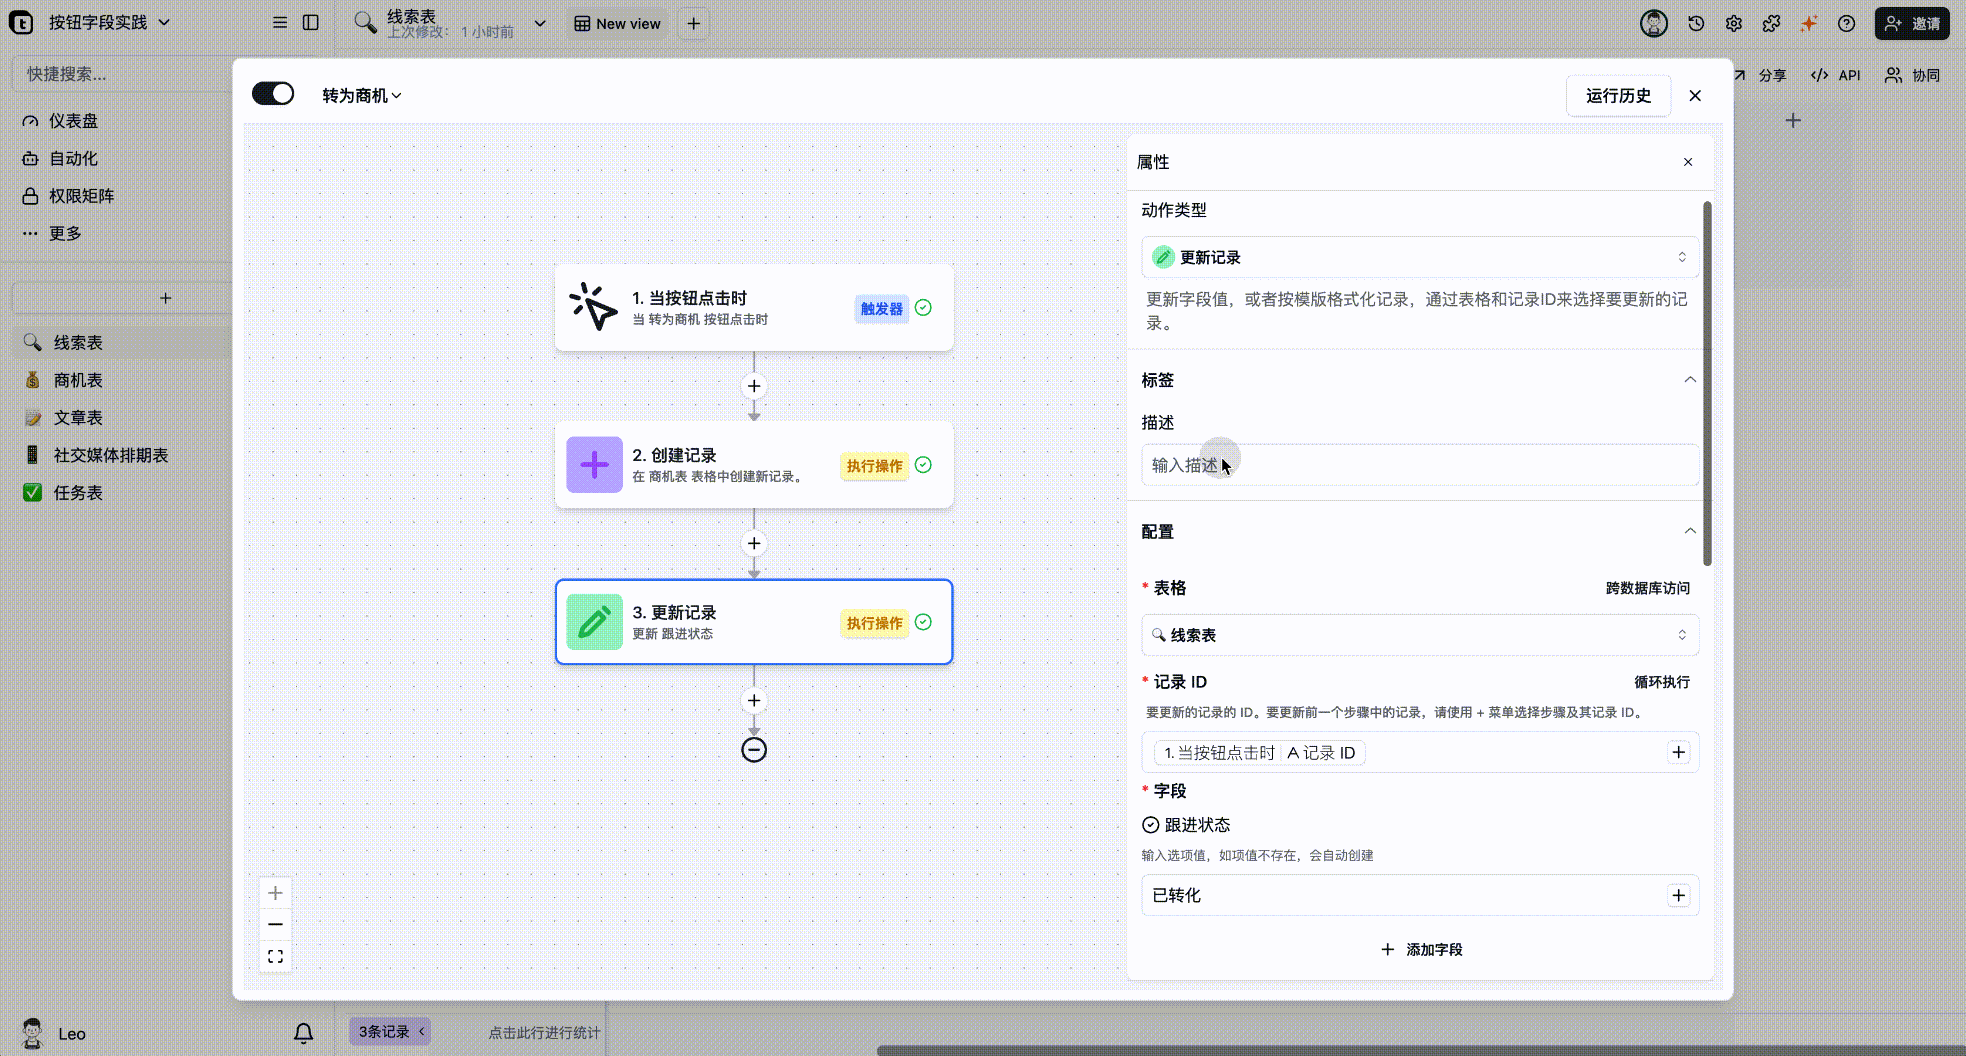 按钮字段实践
线索表
上次修改： 1 小时前
New view
邀请
快捷搜索...
分享
API
协同
仪表盘
自动化
权限矩阵
更多
线索表
商机表
文章表
社交媒体排期表
任务表
Leo
3条记录
点击此行进行统计
转为商机
运行历史
1. 当按钮点击时
当 转为商机 按钮点击时
触发器
2. 创建记录
在 商机表 表格中创建新记录。
执行操作
3. 更新记录
更新 跟进状态
执行操作
属性
动作类型
更新记录
更新字段值，或者按模版格式化记录，通过表格和记录ID来选择要更新的记
录。
标签
描述
输入描述
配置
* 表格
跨数据库访问
线索表
* 记录 ID
循环执行
要更新的记录的 ID。要更新前一个步骤中的记录，请使用 + 菜单选择步骤及其记录 ID。
1. 当按钮点击时 A 记录 ID
* 字段
跟进状态
输入选项值，如项值不存在，会自动创建
已转化
添加字段